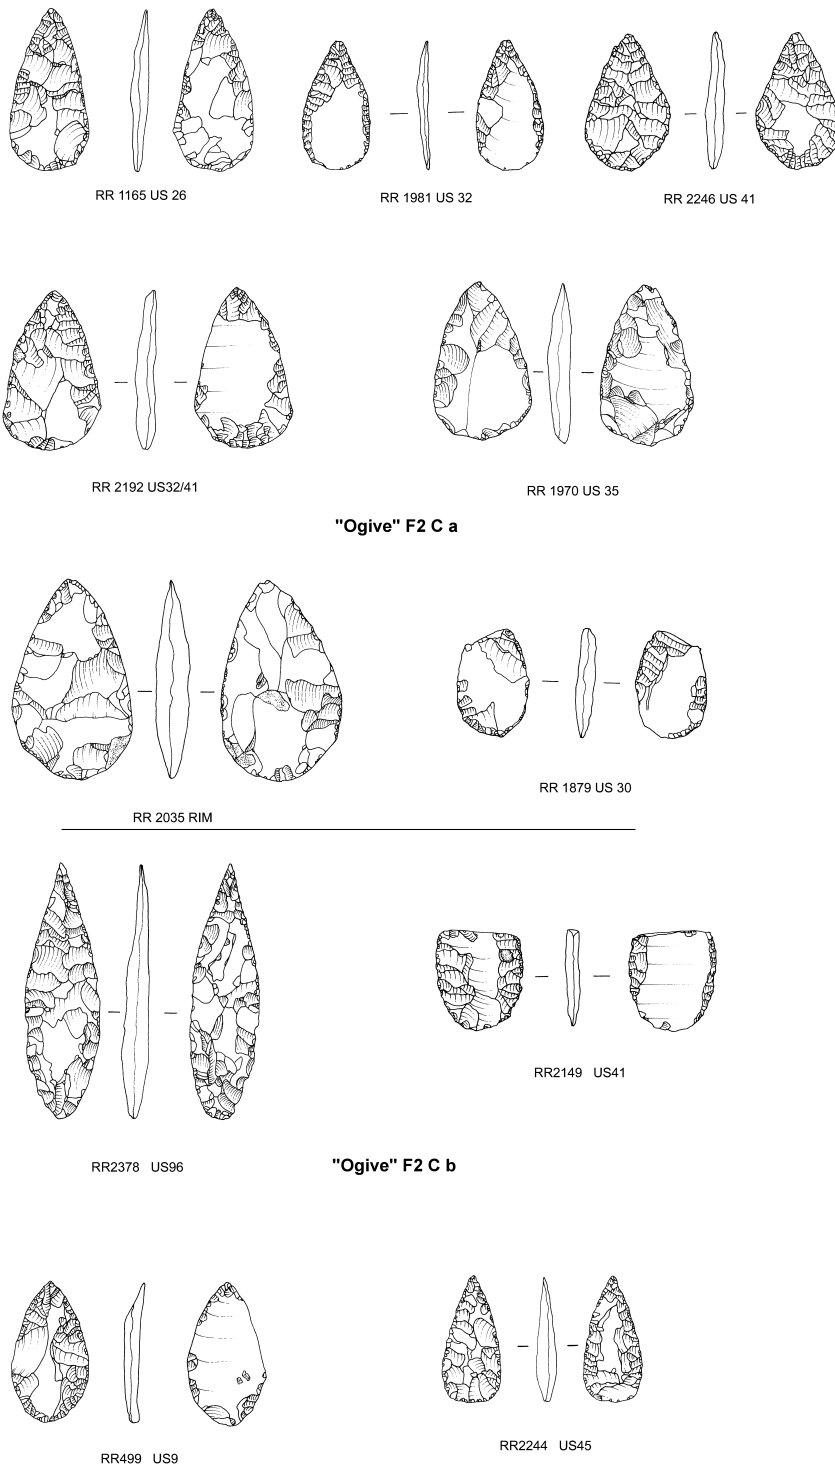 RR 1165 US 26
RR 1981 US 32
RR 2246 US 41
RR 2192 US32/41
RR 1970 US 35
"Ogive" F2 C a
RR 1879 US 30
RR 2035 RIM
RR2149 US41
RR2378 US96
"Ogive" F2 C b
RR499 US9
RR2244 US45